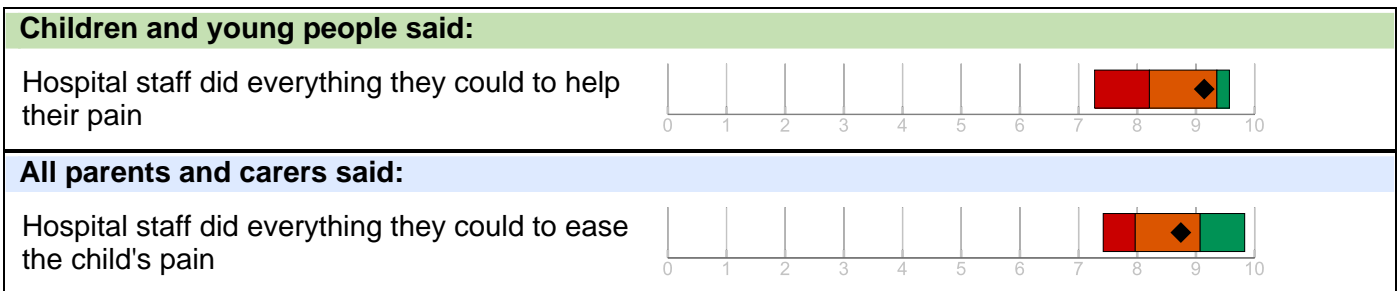 Children and young people said:
Hospital staff did everything they could to help
their pain
0 1 2 3 4 5 6 7 8 9 10
All parents and carers said:
Hospital staff did everything they could to ease
the child's pain
0 1 2 3 4 5 6 7 8 9 10